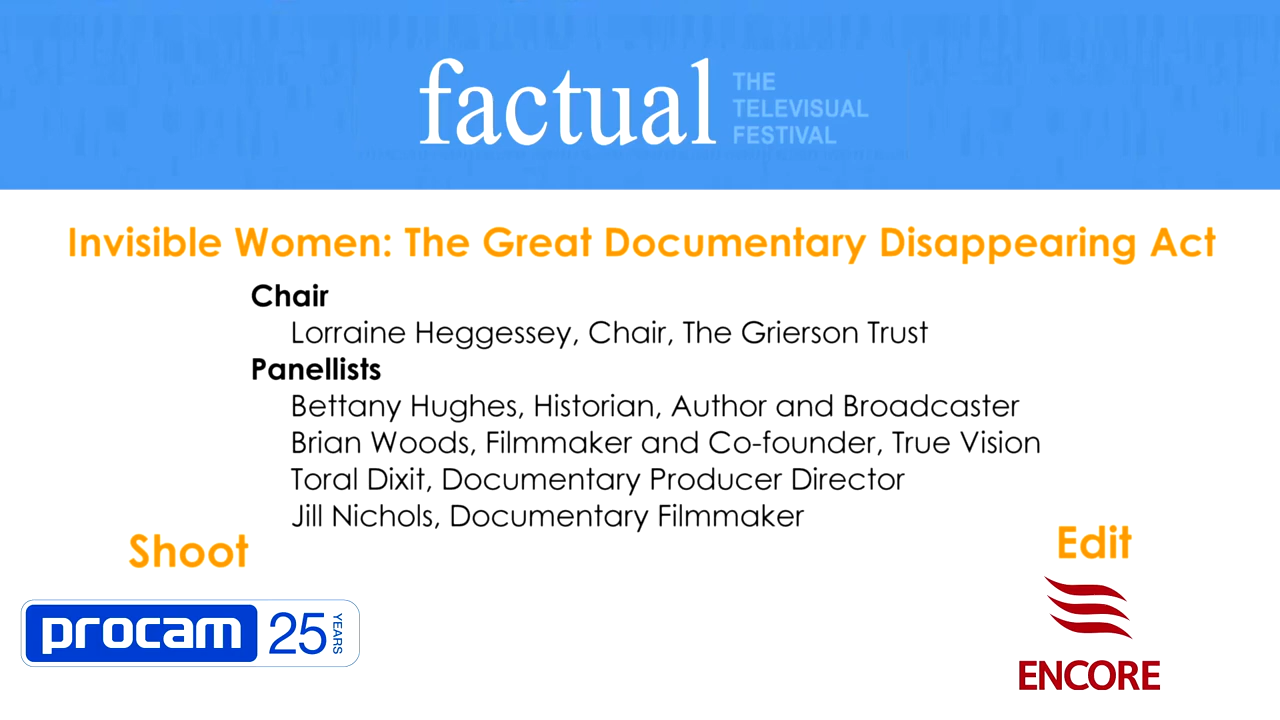 factual
THE
TELEVISUAL
FESTIVAL
Invisible Women: The Great Documentary Disappearing Act
Chair
Lorraine Heggessey, Chair, The Grierson Trust
Panellists
Bettany Hughes, Historian, Author and Broadcaster
Brian Woods, Filmmaker and Co-founder, True Vision
Toral Dixit, Documentary Producer Director
Jill Nichols, Documentary Filmmaker
Shoot
procam 25 YEARS
Edit
ENCORE